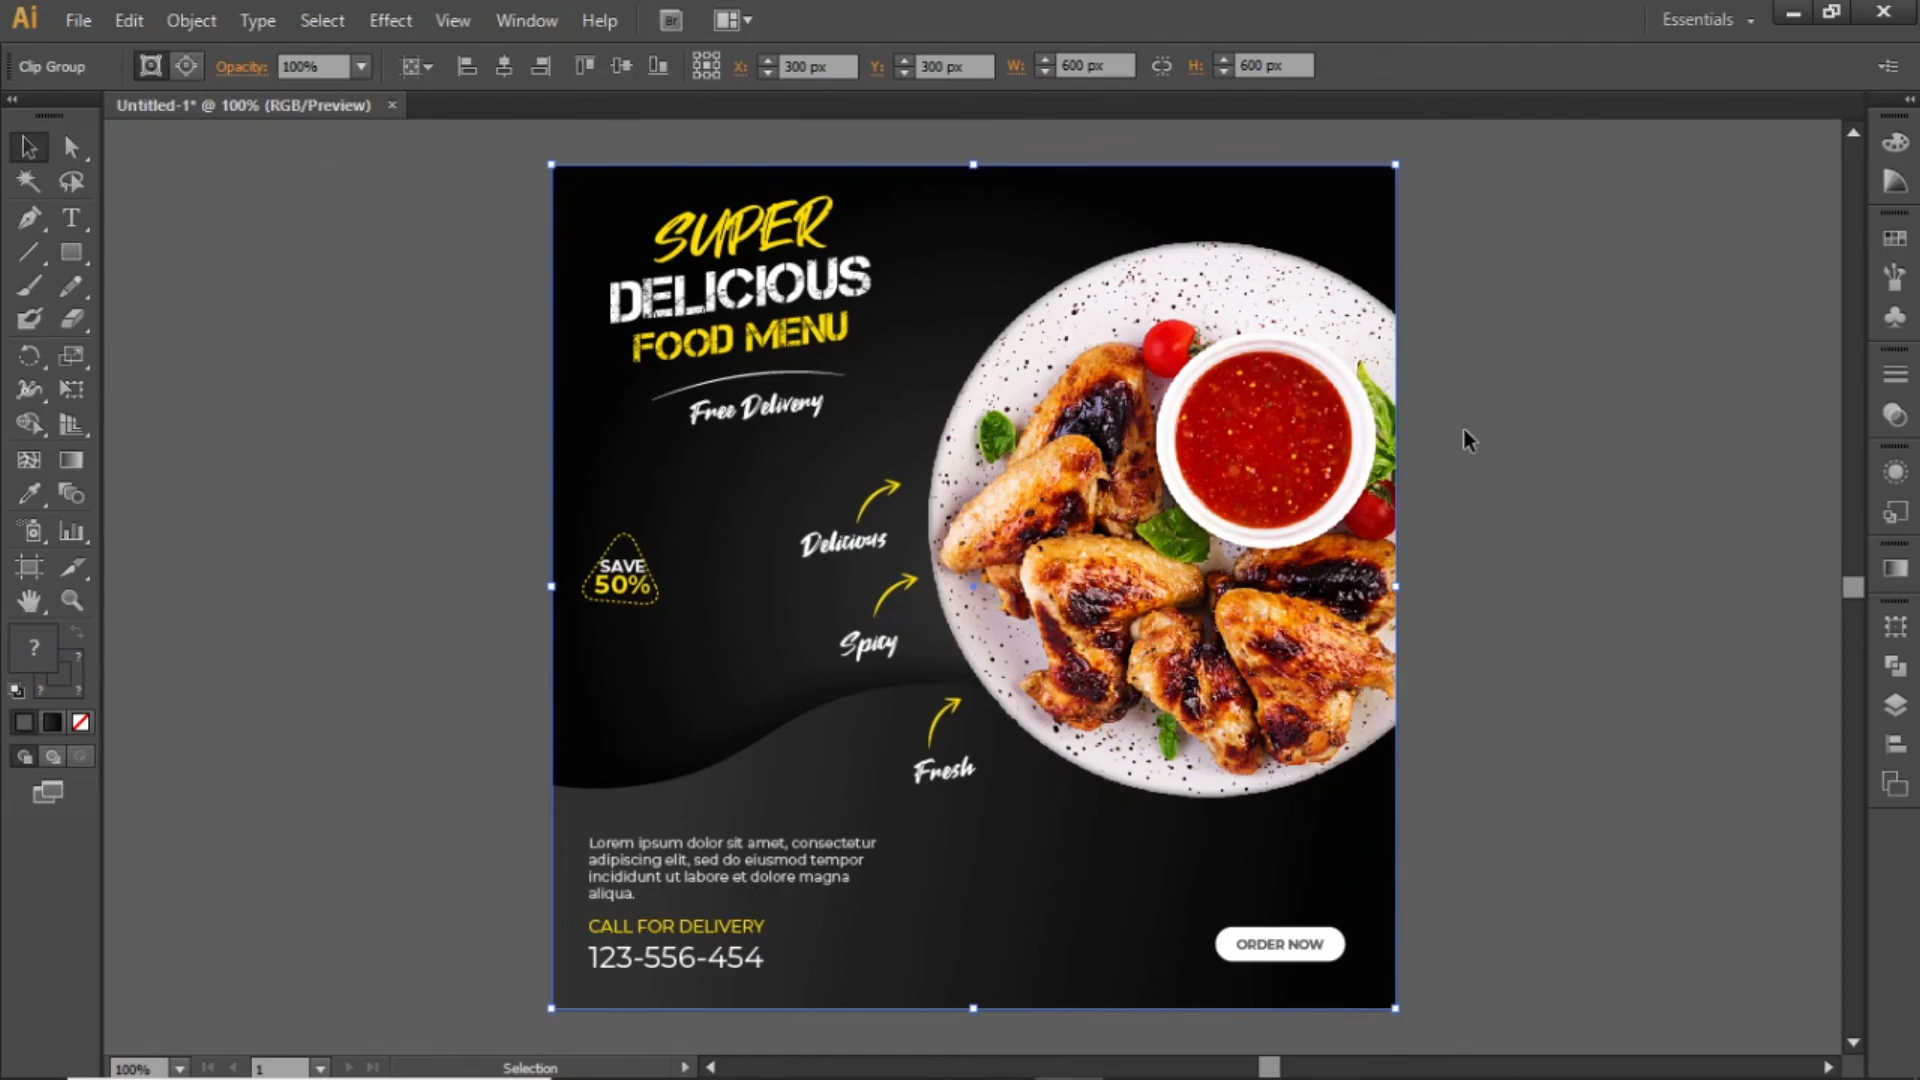 Ai File Edit Object Type Select Effect View Window Help Br Essentials
Clip Group Opacity: 100% X: 300 px Y: 300 px W: 600 px H: 600 px
Untitled-1* @ 100% (RGB/Preview) ×
SUPER
DELICIOUS
FOOD MENU
Free Delivery
Delicious
SAVE
50%
Spicy
Fresh
Lorem ipsum dolor sit amet, consectetur
adipiscing elit, sed do eiusmod tempor
incididunt ut labore et dolore magna
aliqua.
CALL FOR DELIVERY
123-556-454
ORDER NOW
100% 1 Selection